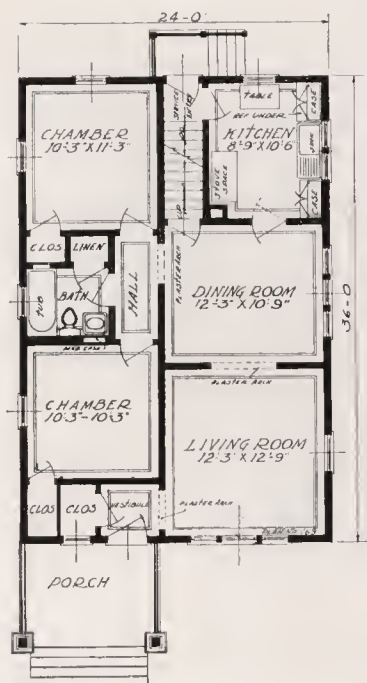 24-0
TABLE
CASE
REF UNDER
CHAMBER
10'-3" X 11'-3"
KITCHEN
8'-9" X 10'-6"
SINK
STOVE
SPACE
CASE
UP
CLOS
LINEN
PLASTER ARCH
HALL
DINING ROOM
12'-3" X 10'-9"
36-0
BATH
TUB
MED CASE
PLASTER ARCH
CHAMBER
10'-3" - 10'-3"
LIVING ROOM
12'-3" X 12'-9"
CLOS
CLOS
VESTIBULE
PLASTER ARCH
PORCH